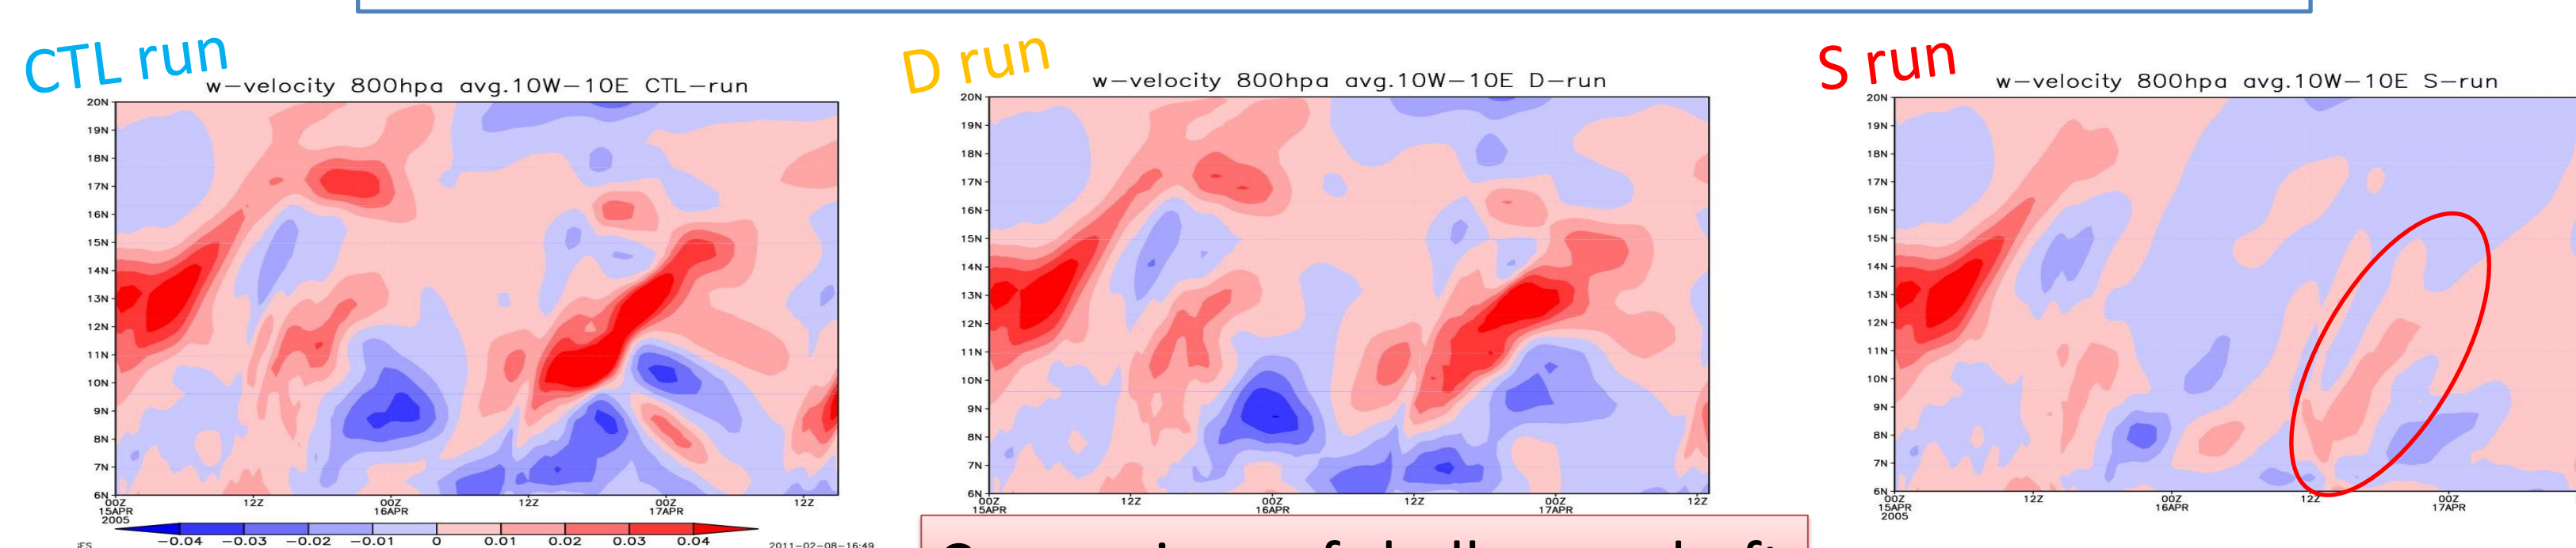 CTL run
w-velocity 800hpa avg.10W-10E CTL-run
20N
19N
18N
17N
16N
15N
14N
13N
12N
11N
10N
9N
8N
7N
6N
00Z 12Z 00Z 12Z 00Z 12Z
15APR 16APR 17APR
2005
-0.04 -0.03 -0.02 -0.01 0 0.01 0.02 0.03 0.04
2011-02-08-16:49
D run
w-velocity 800hpa avg.10W-10E D-run
20N
19N
18N
17N
16N
15N
14N
13N
12N
11N
10N
9N
8N
7N
6N
00Z 12Z 00Z 12Z 00Z 12Z
15APR 16APR 17APR
S run
w-velocity 800hpa avg.10W-10E S-run
20N
19N
18N
17N
16N
15N
14N
13N
12N
11N
10N
9N
8N
7N
6N
00Z 12Z 00Z 12Z 00Z
15APR 16APR 17APR
2005